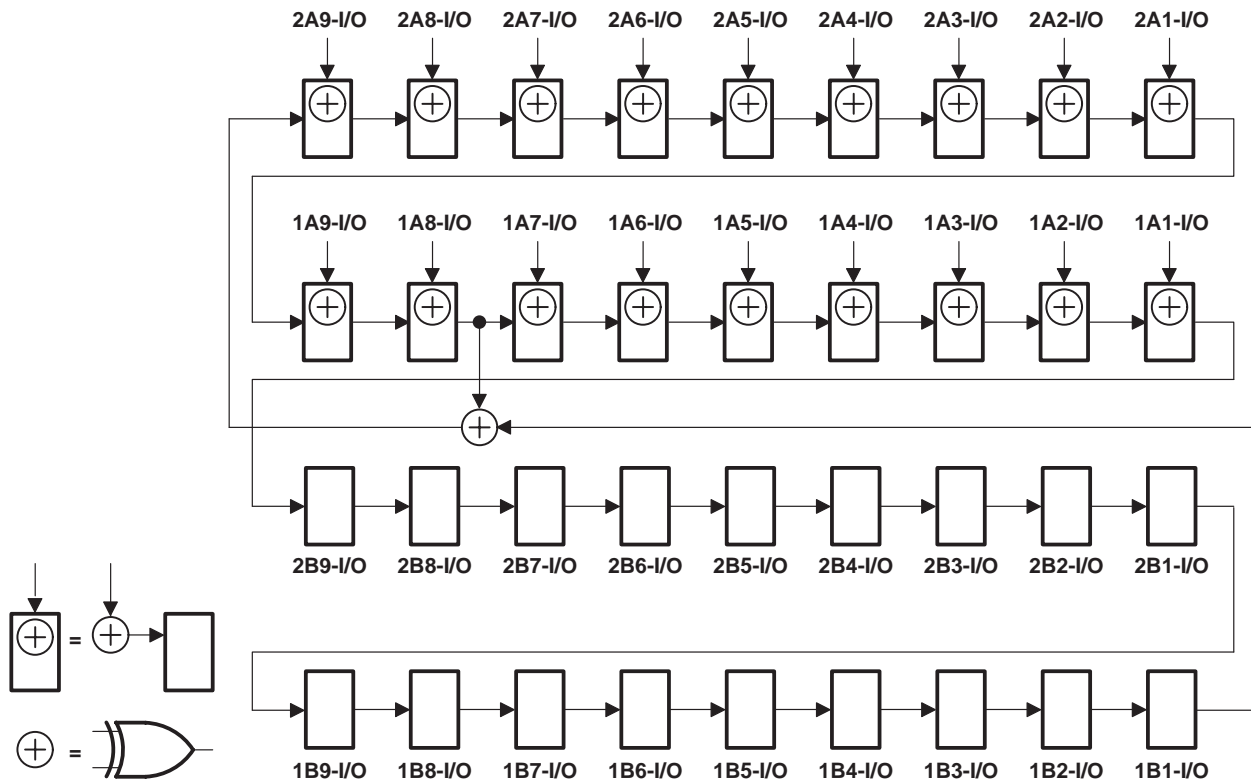 2A9-I/O 2A8-I/O 2A7-I/O 2A6-I/O 2A5-I/O 2A4-I/O 2A3-I/O 2A2-I/O 2A1-I/O
1A9-I/O 1A8-I/O 1A7-I/O 1A6-I/O 1A5-I/O 1A4-I/O 1A3-I/O 1A2-I/O 1A1-I/O
2B9-I/O 2B8-I/O 2B7-I/O 2B6-I/O 2B5-I/O 2B4-I/O 2B3-I/O 2B2-I/O 2B1-I/O
=
=
1B9-I/O 1B8-I/O 1B7-I/O 1B6-I/O 1B5-I/O 1B4-I/O 1B3-I/O 1B2-I/O 1B1-I/O